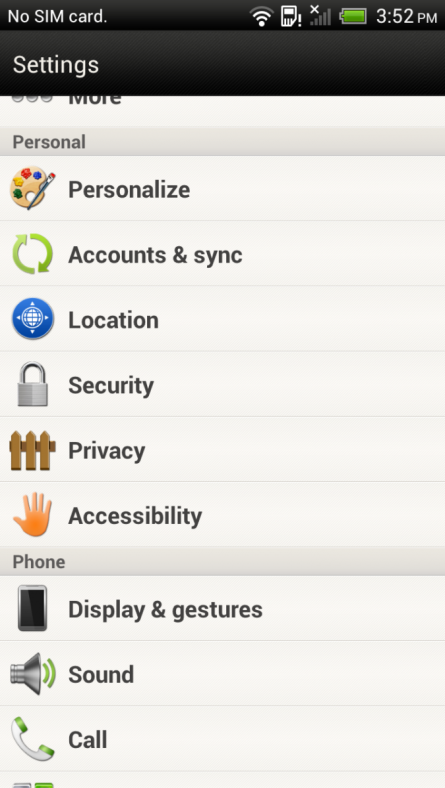 No SIM card.
3:52 PM
Settings
More
Personal
Personalize
Accounts & sync
Location
Security
Privacy
Accessibility
Phone
Display & gestures
Sound
Call